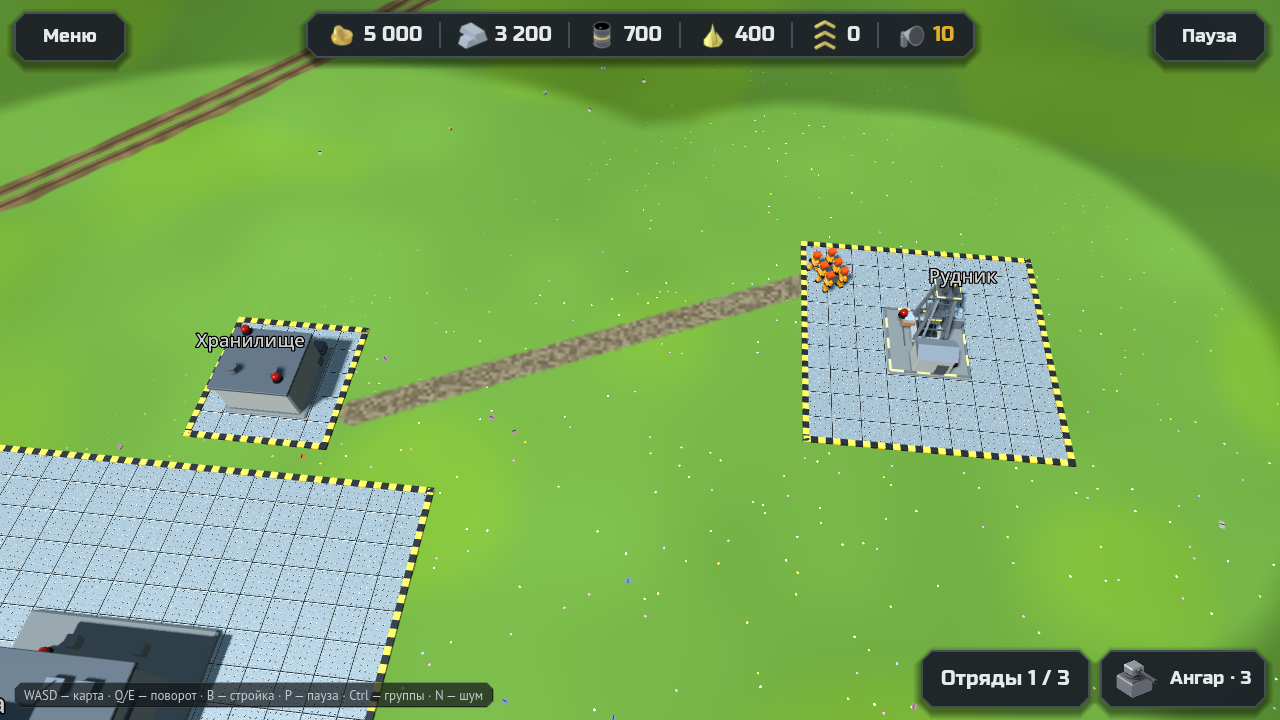 Меню
5 000
3 200
700
400
0
10
Пауза
Рудник
Хранилище
WASD — карта · Q/E — поворот · B — стройка · P — пауза · Ctrl — группы · N — шум
Отряды 1 / 3
Ангар · 3